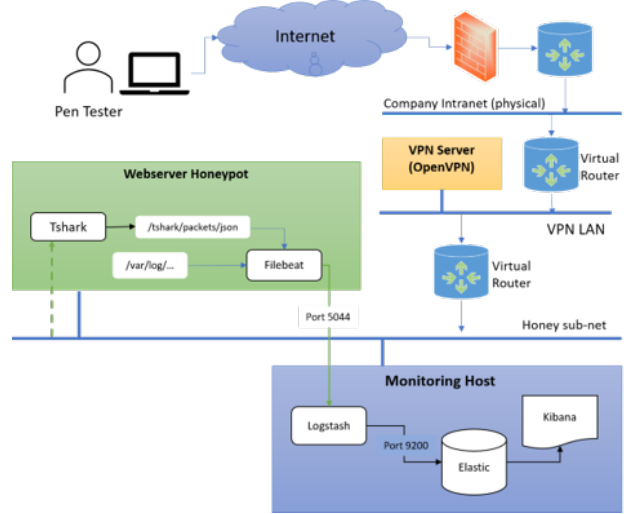 Internet
Pen Tester
Company Intranet (physical)
VPN Server
(OpenVPN)
Virtual
Router
VPN LAN
Virtual
Router
Webserver Honeypot
Tshark
/tshark/packets/json
/var/log/...
Filebeat
Port 5044
Honey sub-net
Monitoring Host
Logstash
Port 9200
Elastic
Kibana